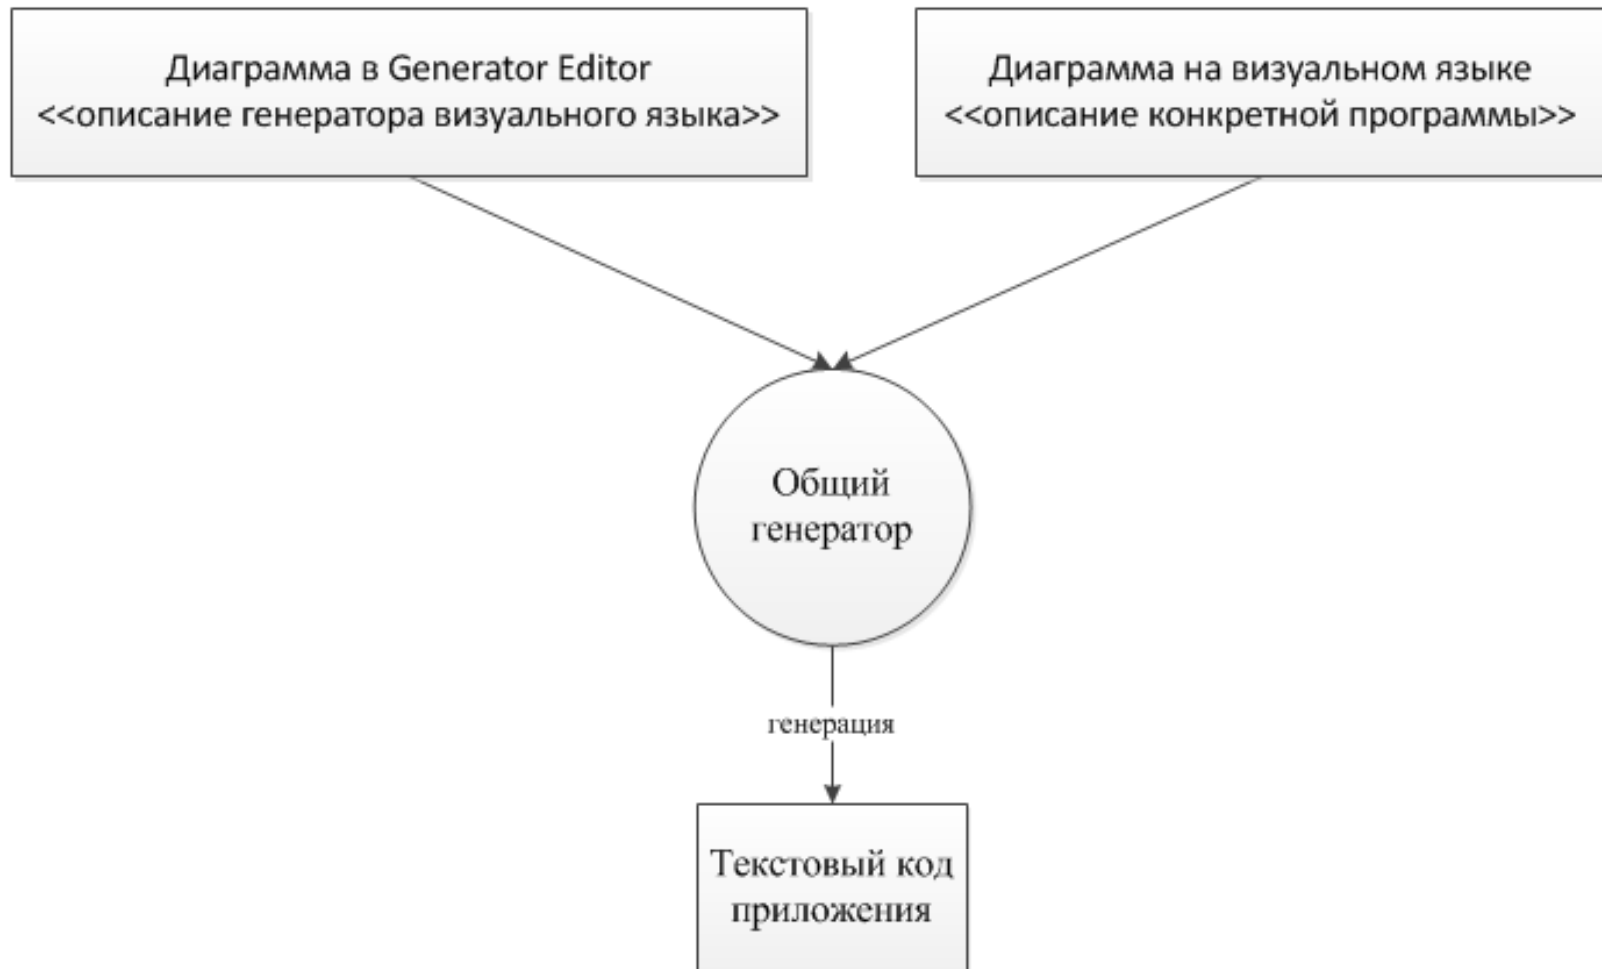 Диаграмма в Generator Editor
<<описание генератора визуального языка>>
Диаграмма на визуальном языке
<<описание конкретной программы>>
Общий
генератор
генерация
Текстовый код
приложения